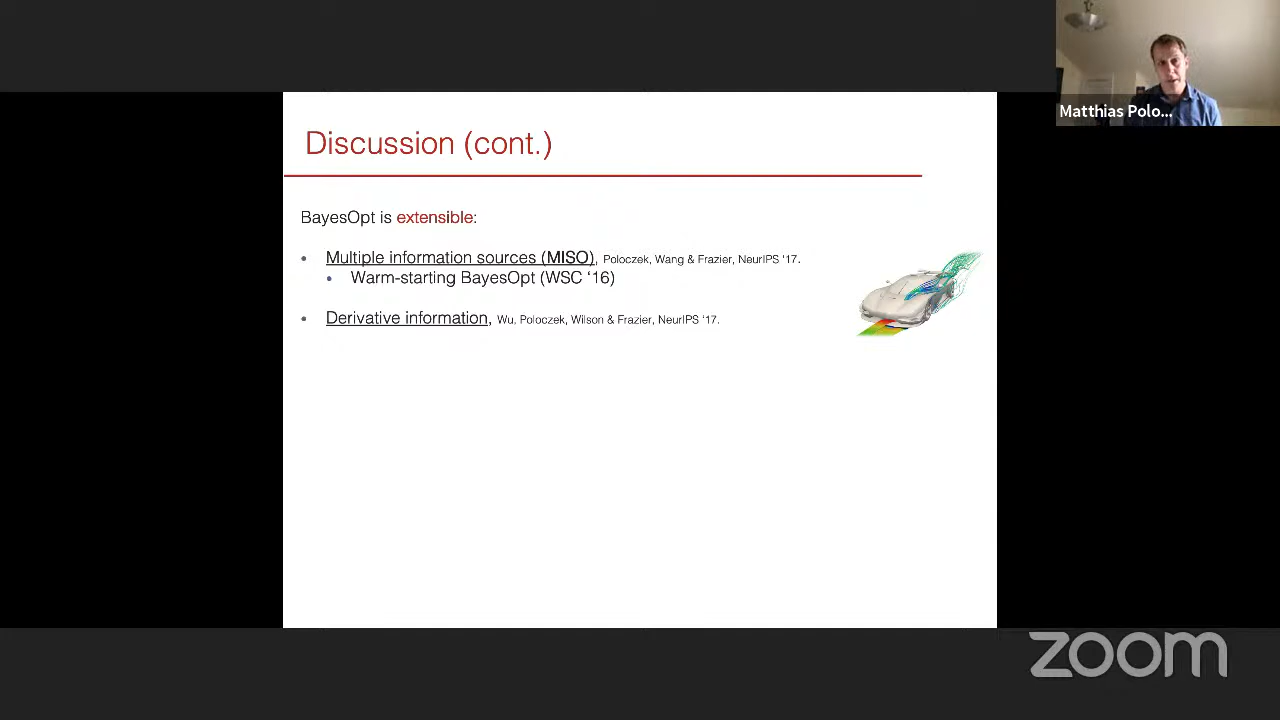 Matthias Polo...
Discussion (cont.)
BayesOpt is extensible:
• Multiple information sources (MISO), Poloczek, Wang & Frazier, NeurIPS ‘17.
• Warm-starting BayesOpt (WSC ‘16)
• Derivative information, Wu, Poloczek, Wilson & Frazier, NeurIPS ‘17.
zoom